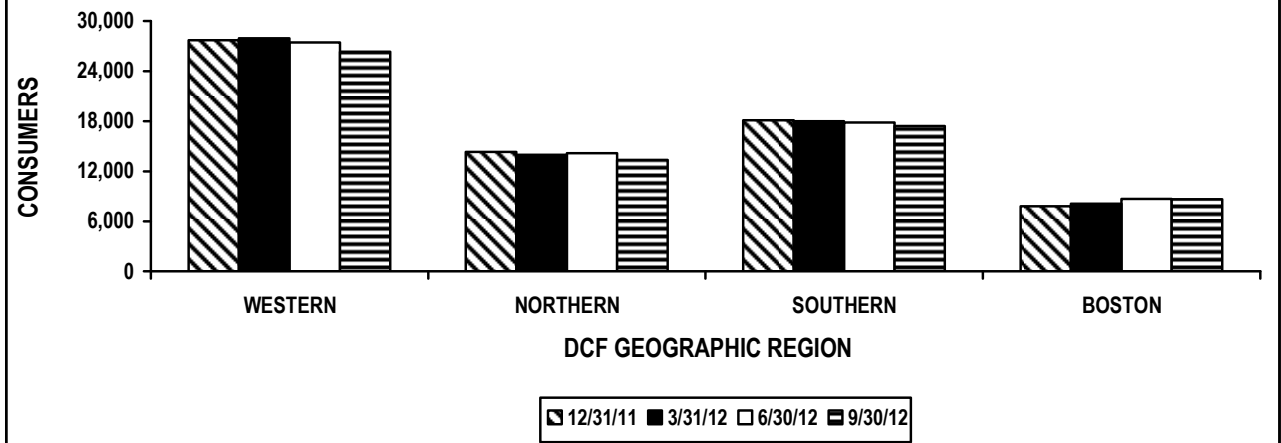 30,000
24,000
18,000
12,000
6,000
0
CONSUMERS
WESTERN NORTHERN SOUTHERN BOSTON
DCF GEOGRAPHIC REGION
12/31/11 3/31/12 6/30/12 9/30/12